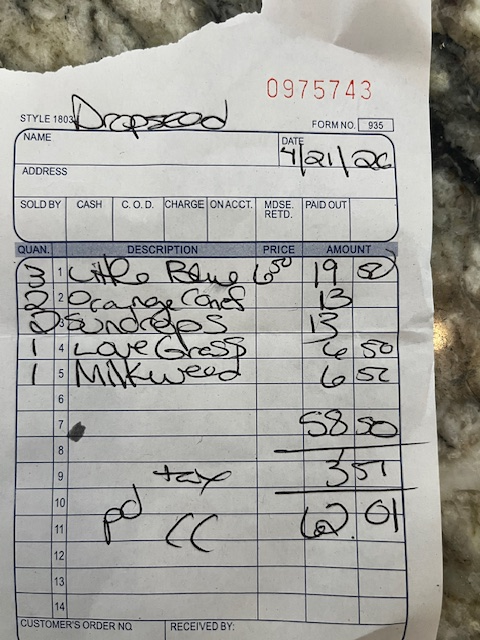 0975743
Dropseed
STYLE 1803 FORM NO. 935
NAME DATE 4/21/26
ADDRESS
SOLD BY CASH C. O. D. CHARGE ON ACCT. MDSE. RETD. PAID OUT
QUAN. DESCRIPTION PRICE AMOUNT
3 1 Little Blue 6 50 19 50
2 2 Orange Conef 13
2 3 Sundrops 13
1 4 Love Grass 6 50
1 5 Milkweed 6 50
6
7 58 50
8
9 tax 3 51
10
11 pd CC 62.01
12
13
14
CUSTOMER'S ORDER NO. RECEIVED BY: